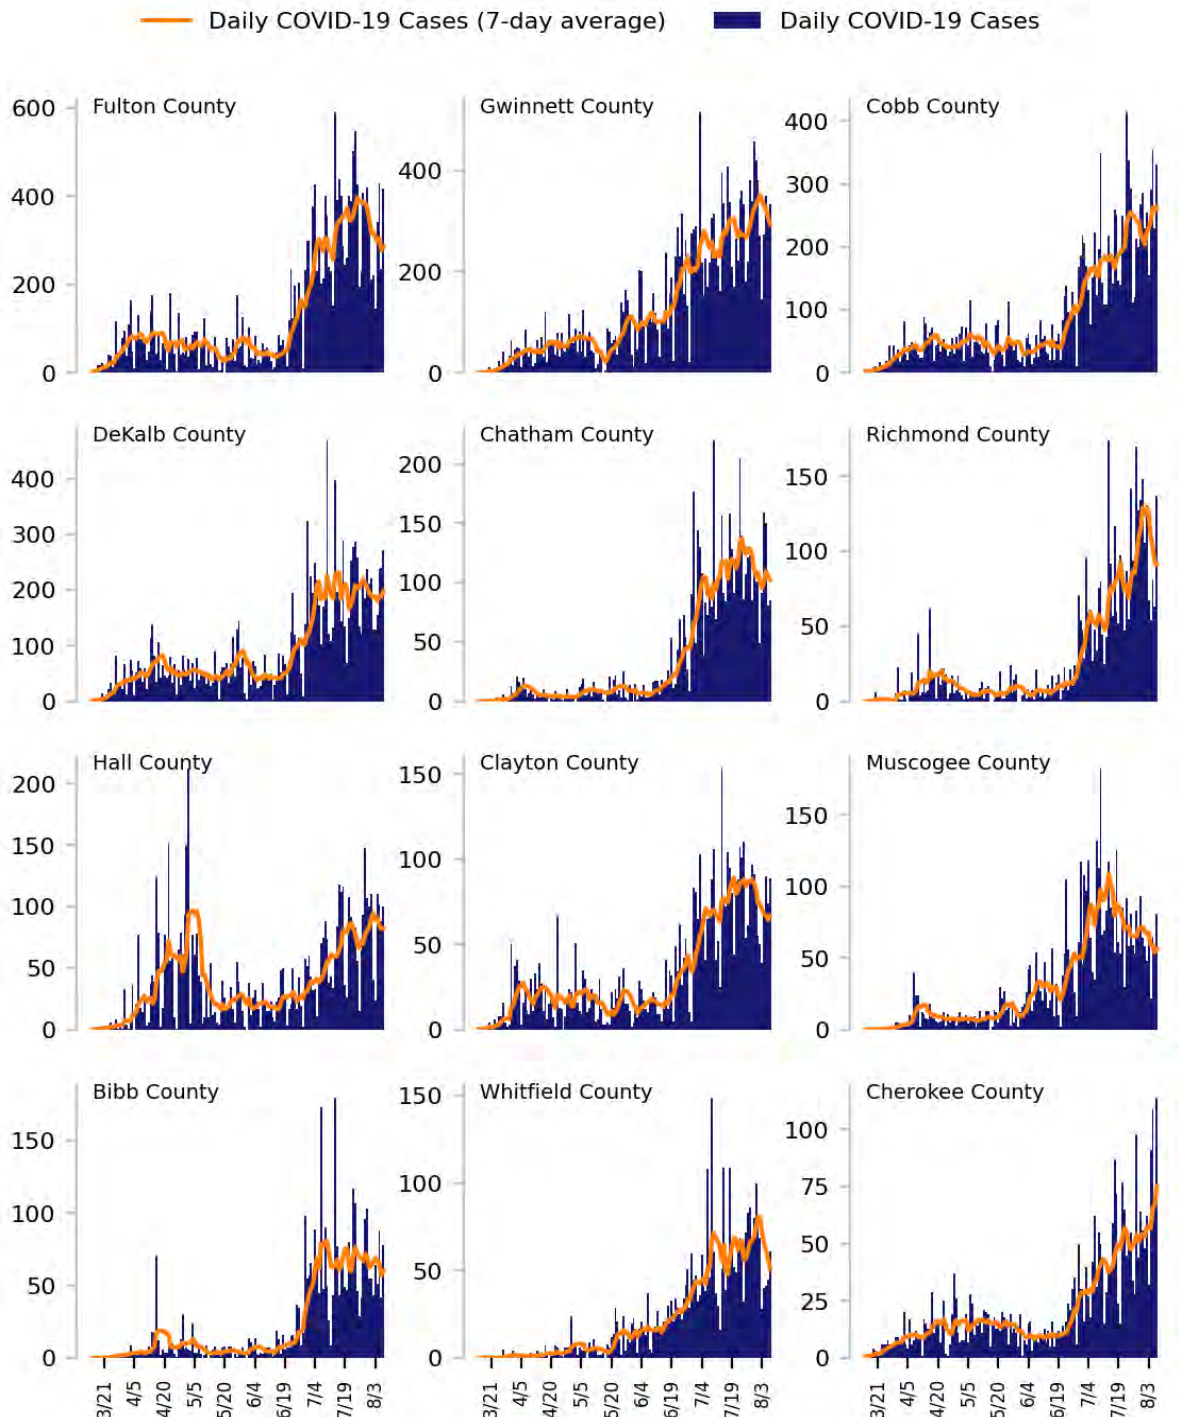 Daily COVID-19 Cases (7-day average) Daily COVID-19 Cases
Fulton County Gwinnett County Cobb County
600
400 400 400
300
200 200 200
100
0 0 0
DeKalb County Chatham County Richmond County
400 200 150
300 150
200 100 100
100 50 50
0 0 0
Hall County Clayton County Muscogee County
200 150 150
150
100 100 100
50 50 50
0 0 0
Bibb County Whitfield County Cherokee County
150 150 100
100 100 75
50
50 50 25
0 0 0
3/21 4/5 4/20 5/5 5/20 6/4 6/19 7/4 7/19 8/3 3/21 4/5 4/20 5/5 5/20 6/4 6/19 7/4 7/19 8/3 3/21 4/5 4/20 5/5 5/20 6/4 6/19 7/4 7/19 8/3